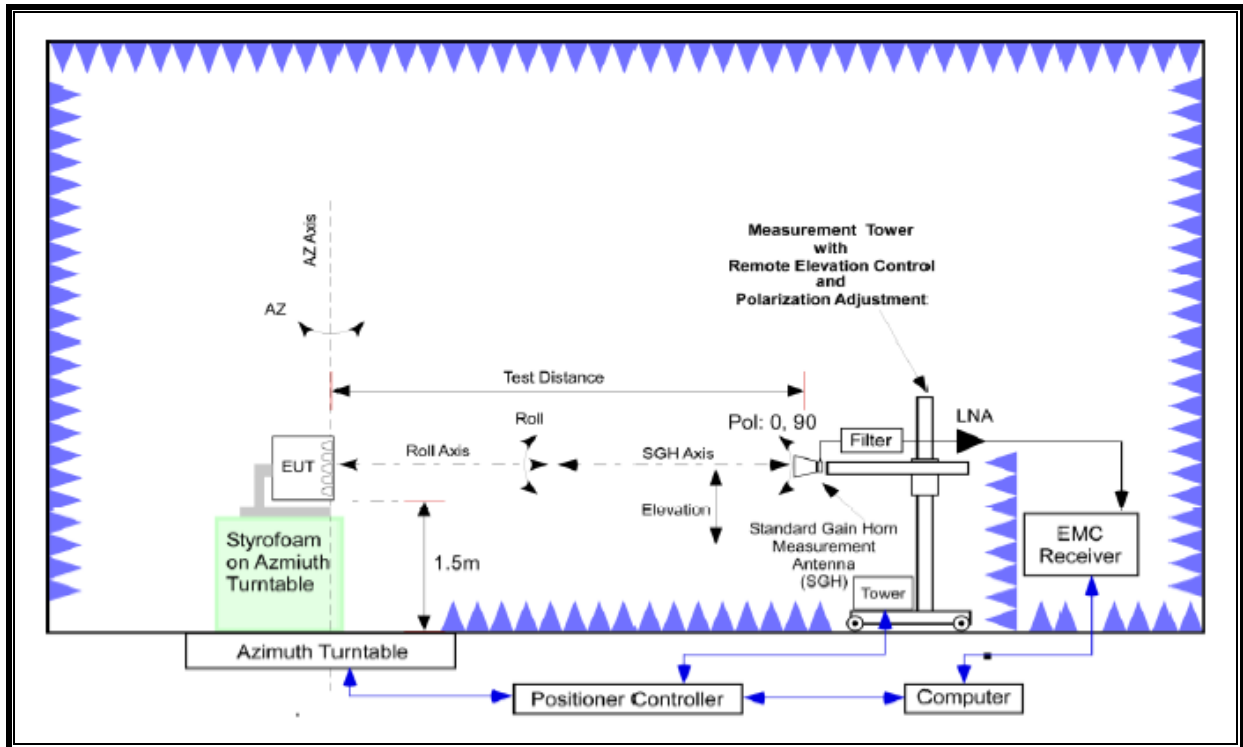 Measurement Tower
with
Remote Elevation Control
and
Polarization Adjustment
AZ Axis
AZ
Test Distance
Roll
Pol: 0, 90
LNA
Filter
EUT
Roll Axis
SGH Axis
Elevation
Styrofoam
on Azmiuth
Turntable
1.5m
Standard Gain Horn
Measurement
Antenna
(SGH)
EMC
Receiver
Tower
Azimuth Turntable
Positioner Controller
Computer